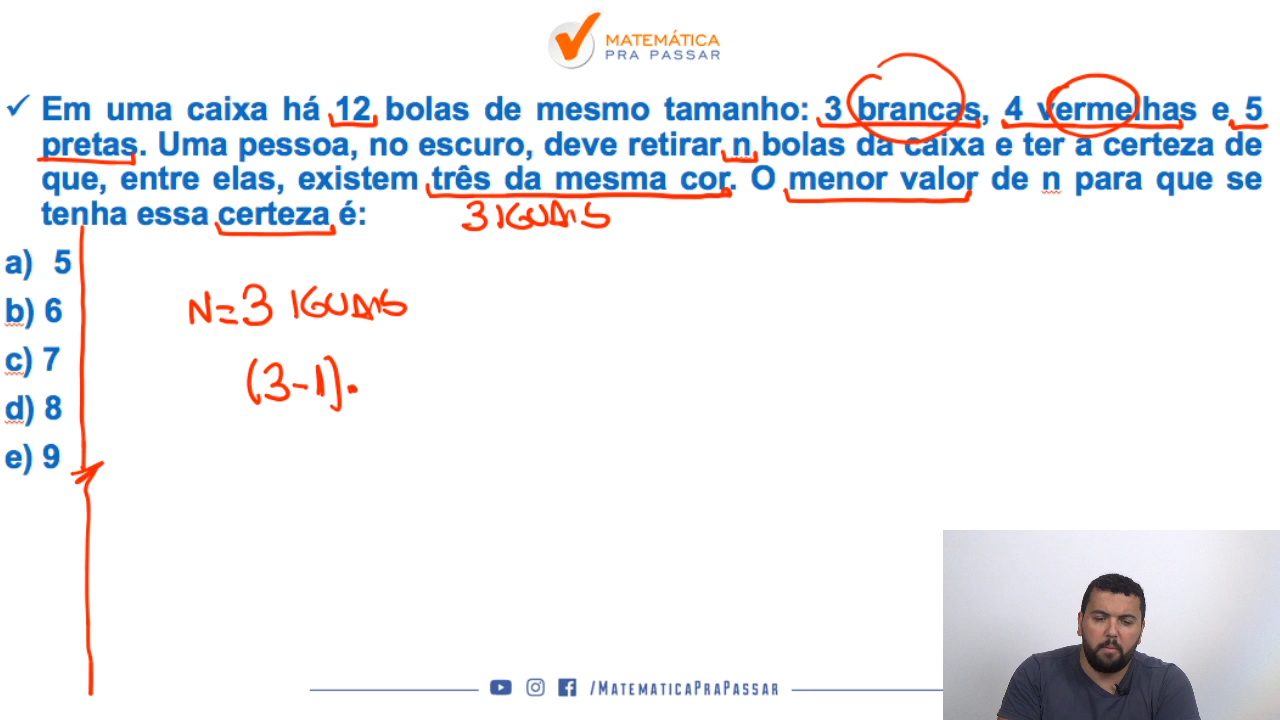 MATEMÁTICA
PRA PASSAR
✓ Em uma caixa há 12 bolas de mesmo tamanho: 3 brancas, 4 vermelhas e 5
pretas. Uma pessoa, no escuro, deve retirar n bolas da caixa e ter a certeza de
que, entre elas, existem três da mesma cor. O menor valor de n para que se
tenha essa certeza é:
3 IGUAIS
a) 5
b) 6
c) 7
d) 8
e) 9
N=3 IGUAIS
(3-1).
/MATEMATICAPRAPASSAR